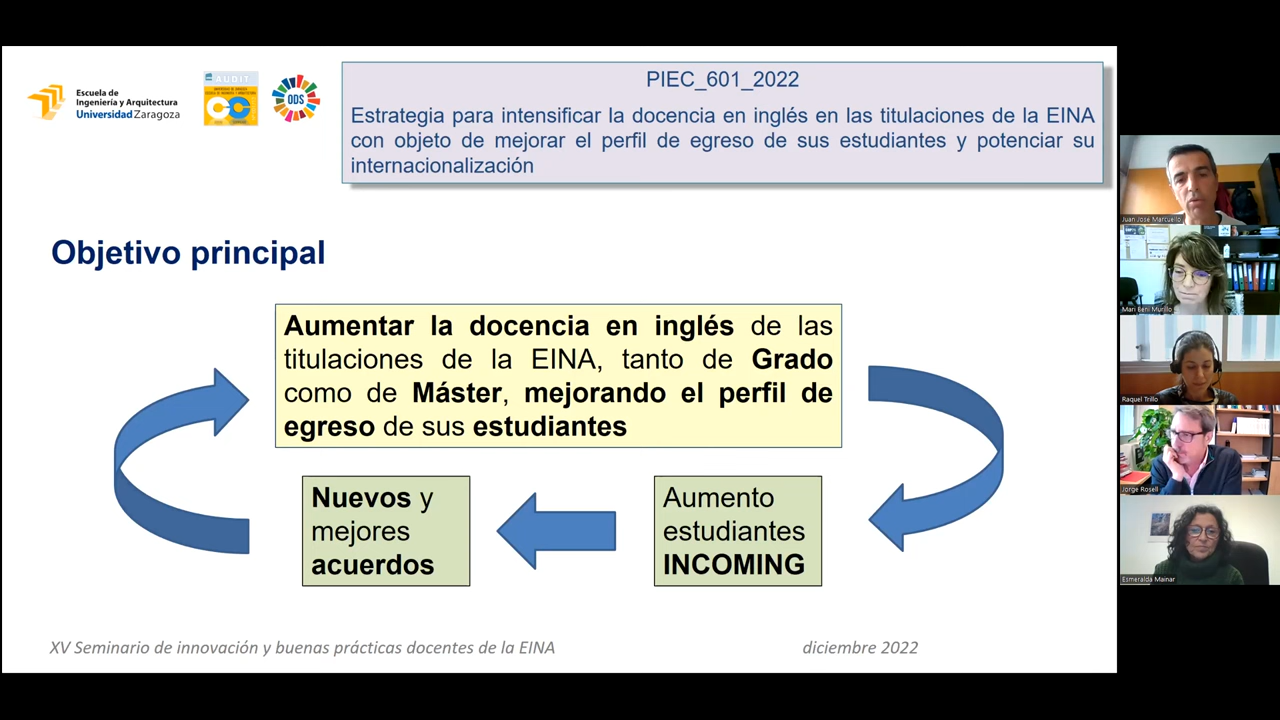 Escuela de
Ingeniería y Arquitectura
Universidad Zaragoza
AUDIT
ODS
PIEC_601_2022
Estrategia para intensificar la docencia en inglés en las titulaciones de la EINA
con objeto de mejorar el perfil de egreso de sus estudiantes y potenciar su
internacionalización
Objetivo principal
Aumentar la docencia en inglés de las
titulaciones de la EINA, tanto de Grado
como de Máster, mejorando el perfil de
egreso de sus estudiantes
Nuevos y
mejores
acuerdos
Aumento
estudiantes
INCOMING
XV Seminario de innovación y buenas prácticas docentes de la EINA
diciembre 2022
Juan José Marcuello
Mari Beni Murillo
Raquel Trillo
Jorge Rosell
Esmeralda Mainar